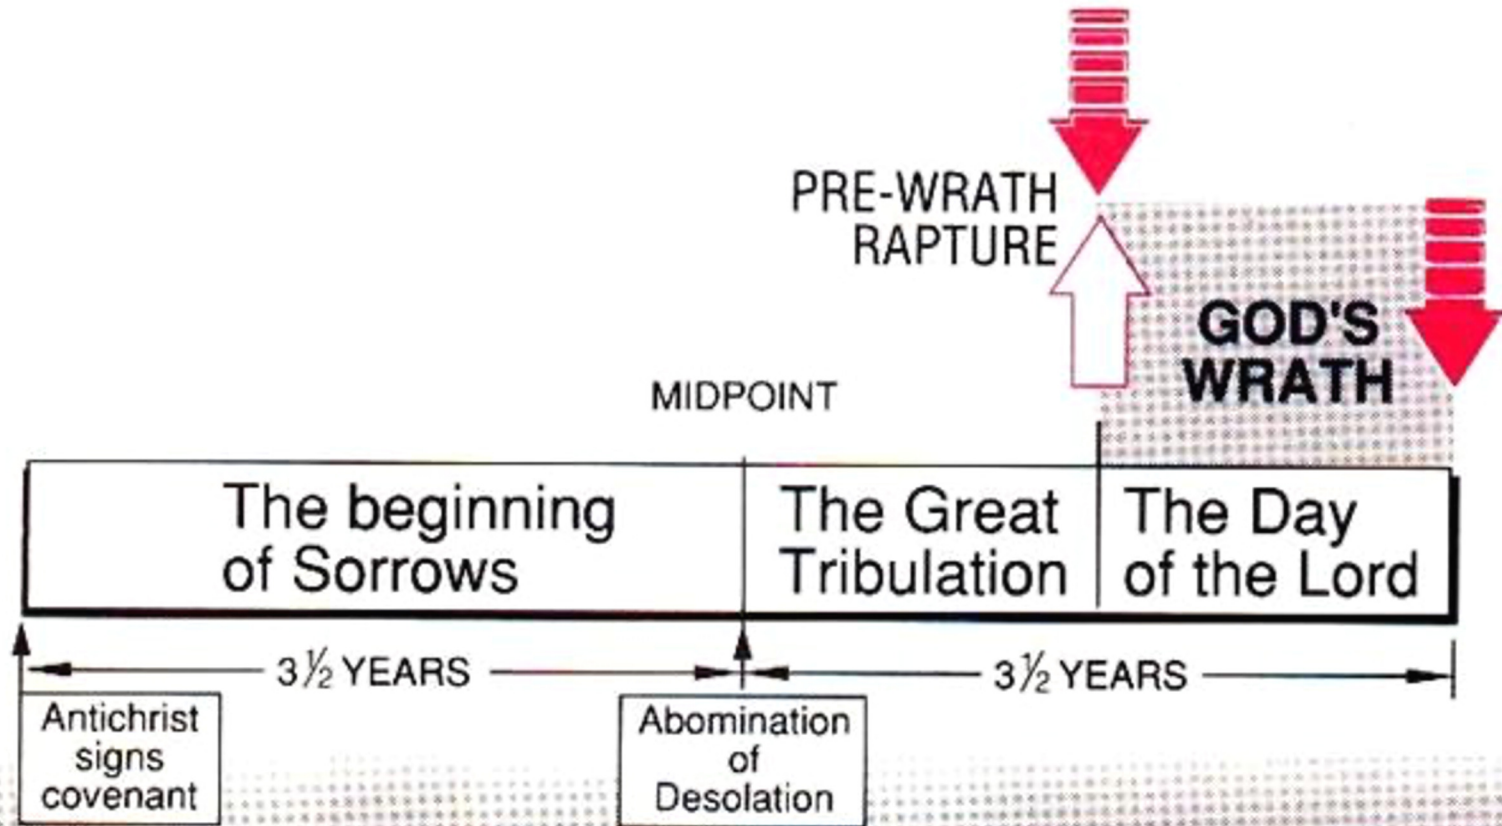 PRE-WRATH
RAPTURE
GOD'S
WRATH
MIDPOINT
The beginning
of Sorrows
The Great
Tribulation
The Day
of the Lord
3½ YEARS
3½ YEARS
Antichrist
signs
covenant
Abomination
of
Desolation